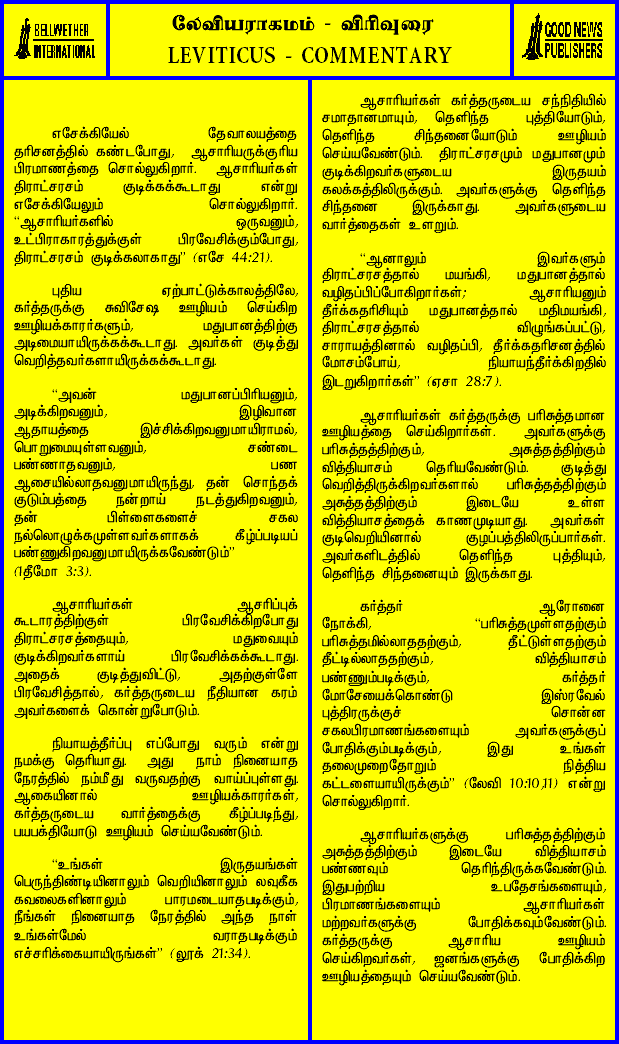 BELLWETHER
INTERNATIONAL
லேவியராகமம் - விரிவுரை
LEVITICUS - COMMENTARY
GOOD NEWS
PUBLISHERS
எசேக்கியேல் தேவாலயத்தை
தரிசனத்தில் கண்டபோது, ஆசாரியருக்குரிய
பிரமாணத்தை சொல்லுகிறார். ஆசாரியர்கள்
திராட்சரசம் குடிக்கக்கூடாது என்று
எசேக்கியேலும் சொல்லுகிறார்.
“ஆசாரியர்களில் ஒருவனும்,
உட்பிராகாரத்துக்குள் பிரவேசிக்கும்போது,
திராட்சரசம் குடிக்கலாகாது” (எசே 44:21).
புதிய ஏற்பாட்டுக்காலத்திலே,
கர்த்தருக்கு சுவிசேஷ ஊழியம் செய்கிற
ஊழியக்காரர்களும், மதுபானத்திற்கு
அடிமையாயிருக்கக்கூடாது. அவர்கள் குடித்து
வெறித்தவர்களாயிருக்கக்கூடாது.
“அவன் மதுபானப்பிரியனும்,
அடிக்கிறவனும், இழிவான
ஆதாயத்தை இச்சிக்கிறவனுமாயிராமல்,
பொறுமையுள்ளவனும், சண்டை
பண்ணாதவனும், பண
ஆசையில்லாதவனுமாயிருந்து, தன் சொந்தக்
குடும்பத்தை நன்றாய் நடத்துகிறவனும்,
தன் பிள்ளைகளைச் சகல
நல்லொழுக்கமுள்ளவர்களாகக் கீழ்ப்படியப்
பண்ணுகிறவனுமாயிருக்கவேண்டும்”
(1தீமோ 3:3).
ஆசாரியர்கள் ஆசரிப்புக்
கூடாரத்திற்குள் பிரவேசிக்கிறபோது
திராட்சரசத்தையும், மதுவையும்
குடிக்கிறவர்களாய் பிரவேசிக்கக்கூடாது.
அதைக் குடித்துவிட்டு, அதற்குள்ளே
பிரவேசித்தால், கர்த்தருடைய நீதியான கரம்
அவர்களைக் கொன்றுபோடும்.
நியாயத்தீர்ப்பு எப்போது வரும் என்று
நமக்கு தெரியாது. அது நாம் நினையாத
நேரத்தில் நம்மீது வருவதற்கு வாய்ப்புள்ளது.
ஆகையினால் ஊழியக்காரர்கள்,
கர்த்தருடைய வார்த்தைக்கு கீழ்ப்படிந்து,
பயபக்தியோடு ஊழியம் செய்யவேண்டும்.
“உங்கள் இருதயங்கள்
பெருந்திண்டியினாலும் வெறியினாலும் லவுகீக
கவலைகளினாலும் பாரமடையாதபடிக்கும்,
நீங்கள் நினையாத நேரத்தில் அந்த நாள்
உங்கள்மேல் வராதபடிக்கும்
எச்சரிக்கையாயிருங்கள்” (லூக் 21:34).
ஆசாரியர்கள் கர்த்தருடைய சந்நிதியில்
சமாதானமாயும், தெளிந்த புத்தியோடும்,
தெளிந்த சிந்தனையோடும் ஊழியம்
செய்யவேண்டும். திராட்சரசமும் மதுபானமும்
குடிக்கிறவர்களுடைய இருதயம்
கலக்கத்திலிருக்கும். அவர்களுக்கு தெளிந்த
சிந்தனை இருக்காது. அவர்களுடைய
வார்த்தைகள் உளறும்.
“ஆனாலும் இவர்களும்
திராட்சரசத்தால் மயங்கி, மதுபானத்தால்
வழிதப்பிப்போகிறார்கள்; ஆசாரியனும்
தீர்க்கதரிசியும் மதுபானத்தால் மதிமயங்கி,
திராட்சரசத்தால் விழுங்கப்பட்டு,
சாராயத்தினால் வழிதப்பி, தீர்க்கதரிசனத்தில்
மோசம்போய், நியாயந்தீர்க்கிறதில்
இடறுகிறார்கள்” (ஏசா 28:7).
ஆசாரியர்கள் கர்த்தருக்கு பரிசுத்தமான
ஊழியத்தை செய்கிறார்கள். அவர்களுக்கு
பரிசுத்தத்திற்கும், அசுத்தத்திற்கும்
வித்தியாசம் தெரியவேண்டும். குடித்து
வெறித்திருக்கிறவர்களால் பரிசுத்தத்திற்கும்
அசுத்தத்திற்கும் இடையே உள்ள
வித்தியாசத்தைக் காணமுடியாது. அவர்கள்
குடிவெறியினால் குழப்பத்திலிருப்பார்கள்.
அவர்களிடத்தில் தெளிந்த புத்தியும்,
தெளிந்த சிந்தனையும் இருக்காது.
கர்த்தர் ஆரோனை
நோக்கி, “பரிசுத்தமுள்ளதற்கும்
பரிசுத்தமில்லாததற்கும், தீட்டுள்ளதற்கும்
தீட்டில்லாததற்கும், வித்தியாசம்
பண்ணும்படிக்கும், கர்த்தர்
மோசேயைக்கொண்டு இஸ்ரவேல்
புத்திரருக்குச் சொன்ன
சகலபிரமாணங்களையும் அவர்களுக்குப்
போதிக்கும்படிக்கும், இது உங்கள்
தலைமுறைதோறும் நித்திய
கட்டளையாயிருக்கும்” (லேவி 10:10,11) என்று
சொல்லுகிறார்.
ஆசாரியர்களுக்கு பரிசுத்தத்திற்கும்
அசுத்தத்திற்கும் இடையே வித்தியாசம்
பண்ணவும் தெரிந்திருக்கவேண்டும்.
இதுபற்றிய உபதேசங்களையும்,
பிரமாணங்களையும் ஆசாரியர்கள்
மற்றவர்களுக்கு போதிக்கவும்வேண்டும்.
கர்த்தருக்கு ஆசாரிய ஊழியம்
செய்கிறவர்கள், ஜனங்களுக்கு போதிக்கிற
ஊழியத்தையும் செய்யவேண்டும்.